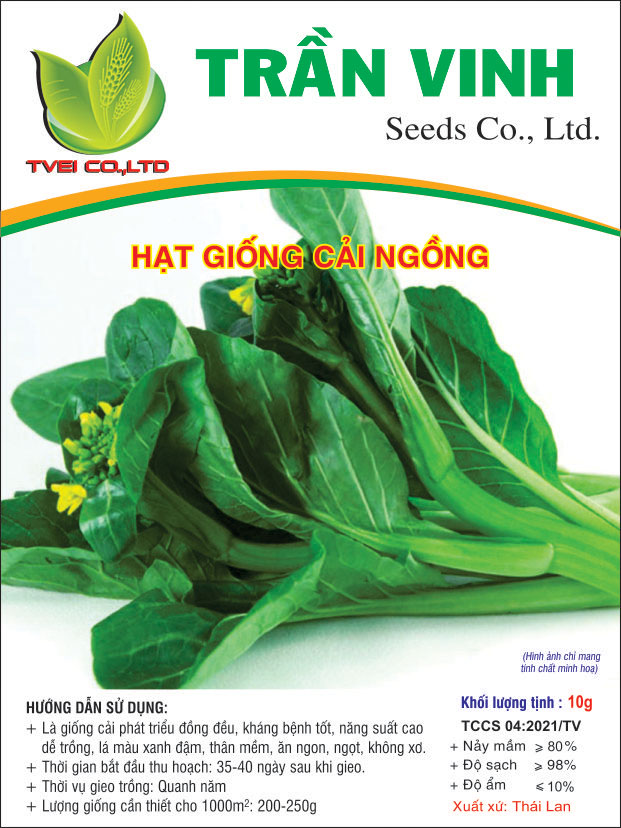 TRẦN VINH
Seeds Co., Ltd.
TVEI CO.,LTD
HẠT GIỐNG CẢI NGỒNG
(Hình ảnh chỉ mang
tính chất minh hoạ)
HƯỚNG DẪN SỬ DỤNG:
+ Là giống cải phát triểu đồng đều, kháng bệnh tốt, năng suất cao
dễ trồng, lá màu xanh đậm, thân mềm, ăn ngon, ngọt, không xơ.
+ Thời gian bắt đầu thu hoạch: 35-40 ngày sau khi gieo.
+ Thời vụ gieo trồng: Quanh năm
+ Lượng giống cần thiết cho 1000m²: 200-250g
Khối lượng tịnh : 10g
TCCS 04:2021/TV
+ Nảy mầm ⩾ 80%
+ Độ sạch ⩾ 98%
+ Độ ẩm ⩽ 10%
Xuất xứ: Thái Lan